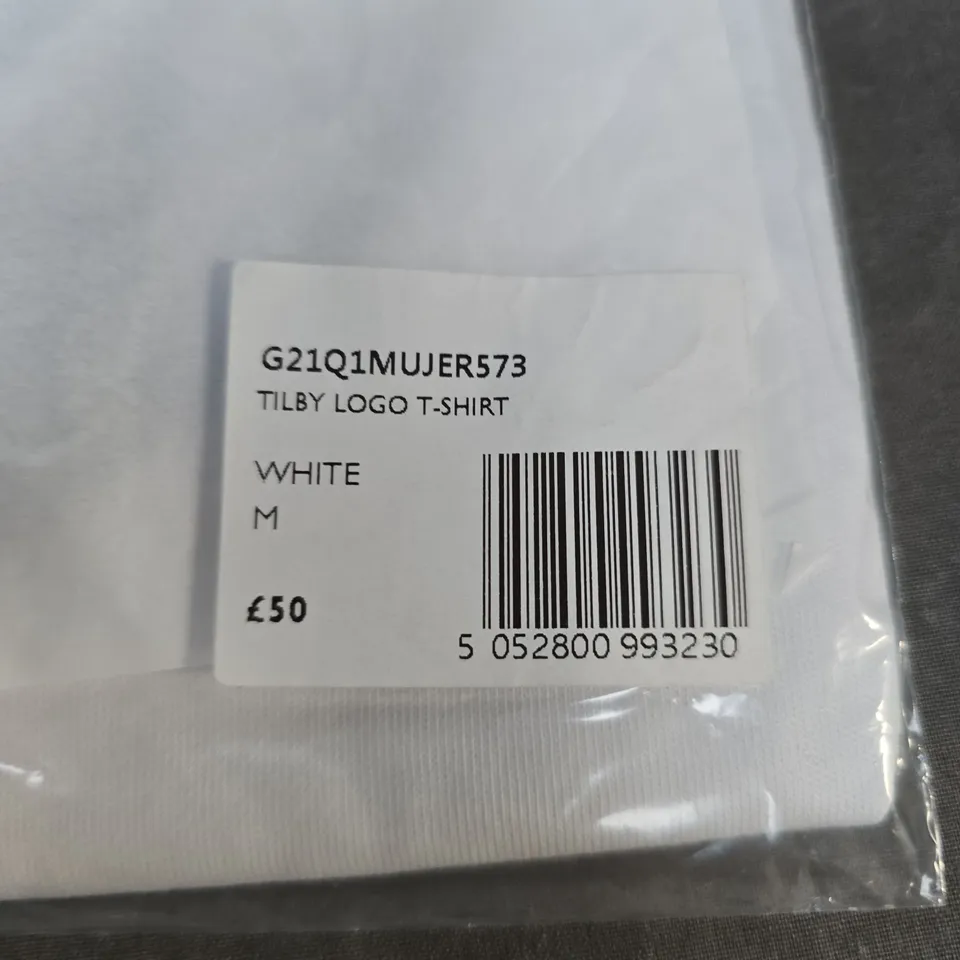 G21Q1MUJER573
TILBY LOGO T-SHIRT
WHITE
M
£50
5 052800 993230